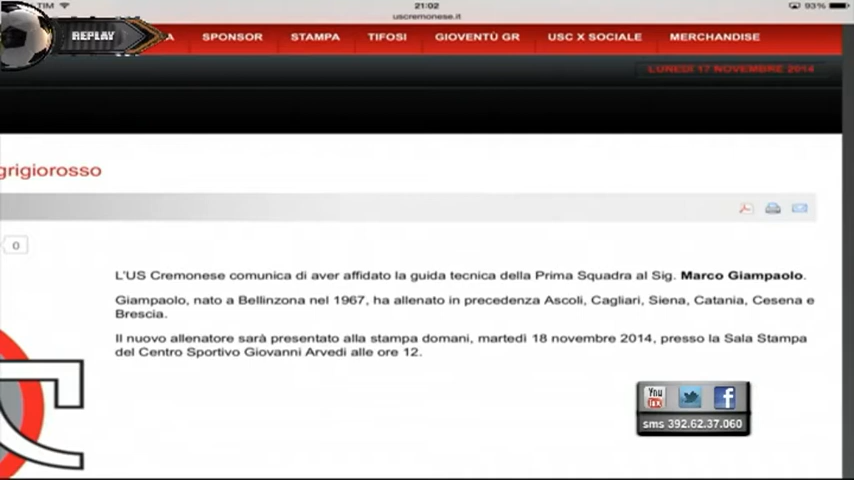 21:02
93%
uscremonese.it
REPLAY
SPONSOR STAMPA TIFOSI GIOVENTÙ GR USC X SOCIALE MERCHANDISE
LUNEDÌ 17 NOVEMBRE 2014
grigiorosso
0
L'US Cremonese comunica di aver affidato la guida tecnica della Prima Squadra al Sig. Marco Giampaolo.
Giampaolo, nato a Bellinzona nel 1967, ha allenato in precedenza Ascoli, Cagliari, Siena, Catania, Cesena e
Brescia.
Il nuovo allenatore sarà presentato alla stampa domani, martedì 18 novembre 2014, presso la Sala Stampa
del Centro Sportivo Giovanni Arvedi alle ore 12.
sms 392.62.37.060